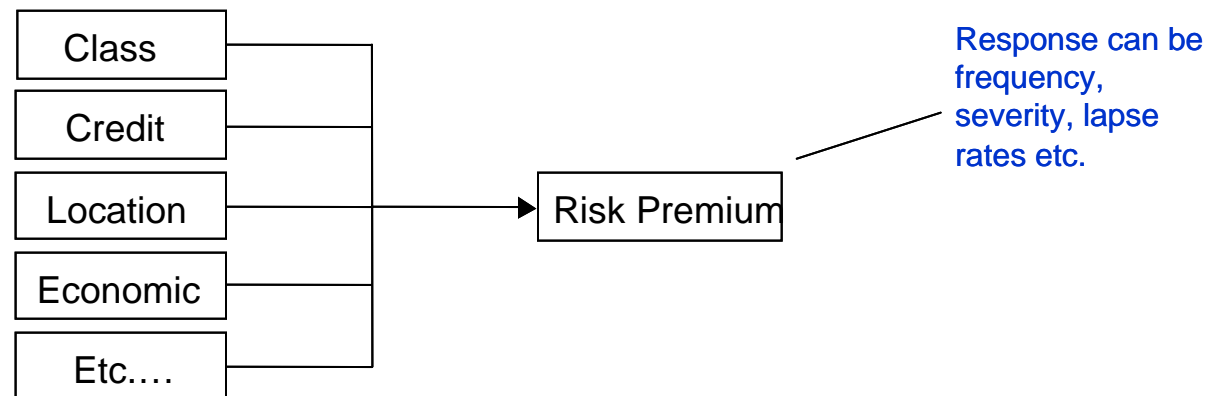 Class
Credit
Location
Economic
Etc.…
Risk Premium
Response can be
frequency,
severity, lapse
rates etc.